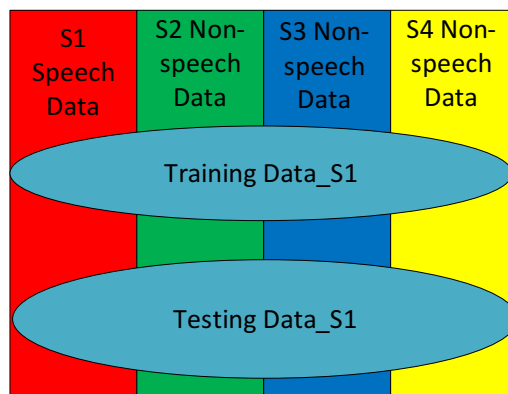 S1
Speech
Data
S2 Non-
speech
Data
S3 Non-
speech
Data
S4 Non-
speech
Data
Training Data_S1
Testing Data_S1